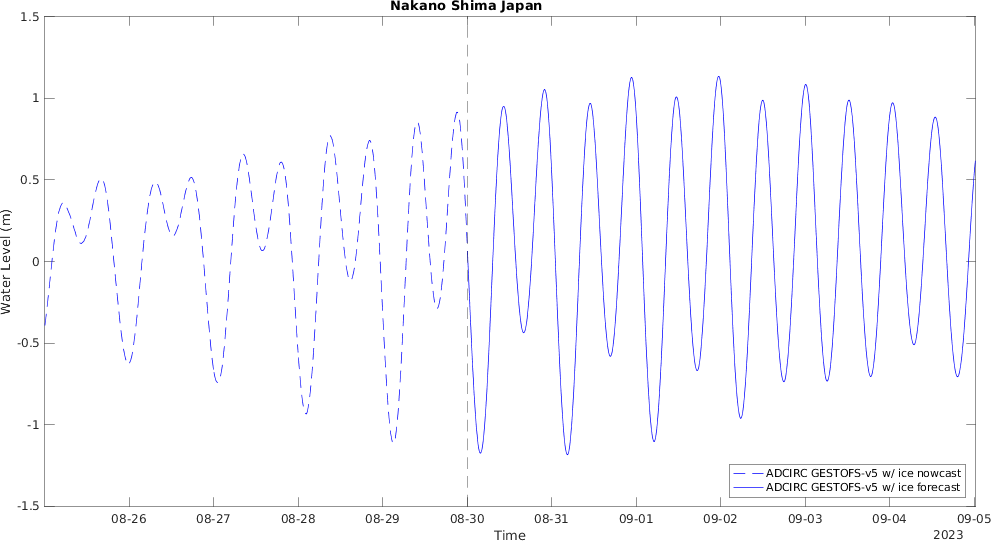 Nakano Shima Japan
1.5
1
0.5
0
-0.5
-1
-1.5
Water Level (m)
08-26 08-27 08-28 08-29 08-30 08-31 09-01 09-02 09-03 09-04 09-05
Time
2023
ADCIRC GESTOFS-v5 w/ ice nowcast
ADCIRC GESTOFS-v5 w/ ice forecast